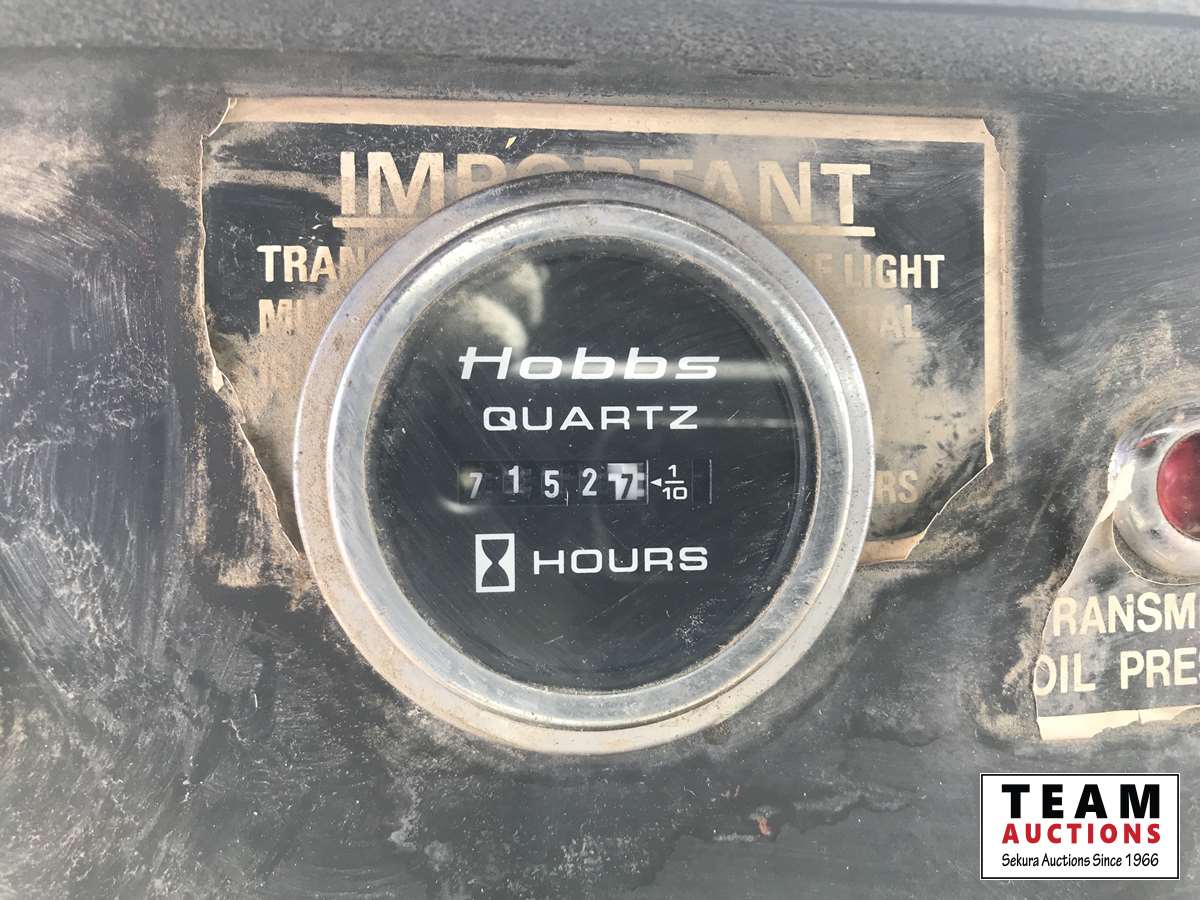 IMPORTANT
TRAN
LIGHT
Hobbs
QUARTZ
7 1 5 2 7 ◄ 1/10
HOURS
RS
TRANSM
OIL PRES
TEAM
AUCTIONS
Sekura Auctions Since 1966